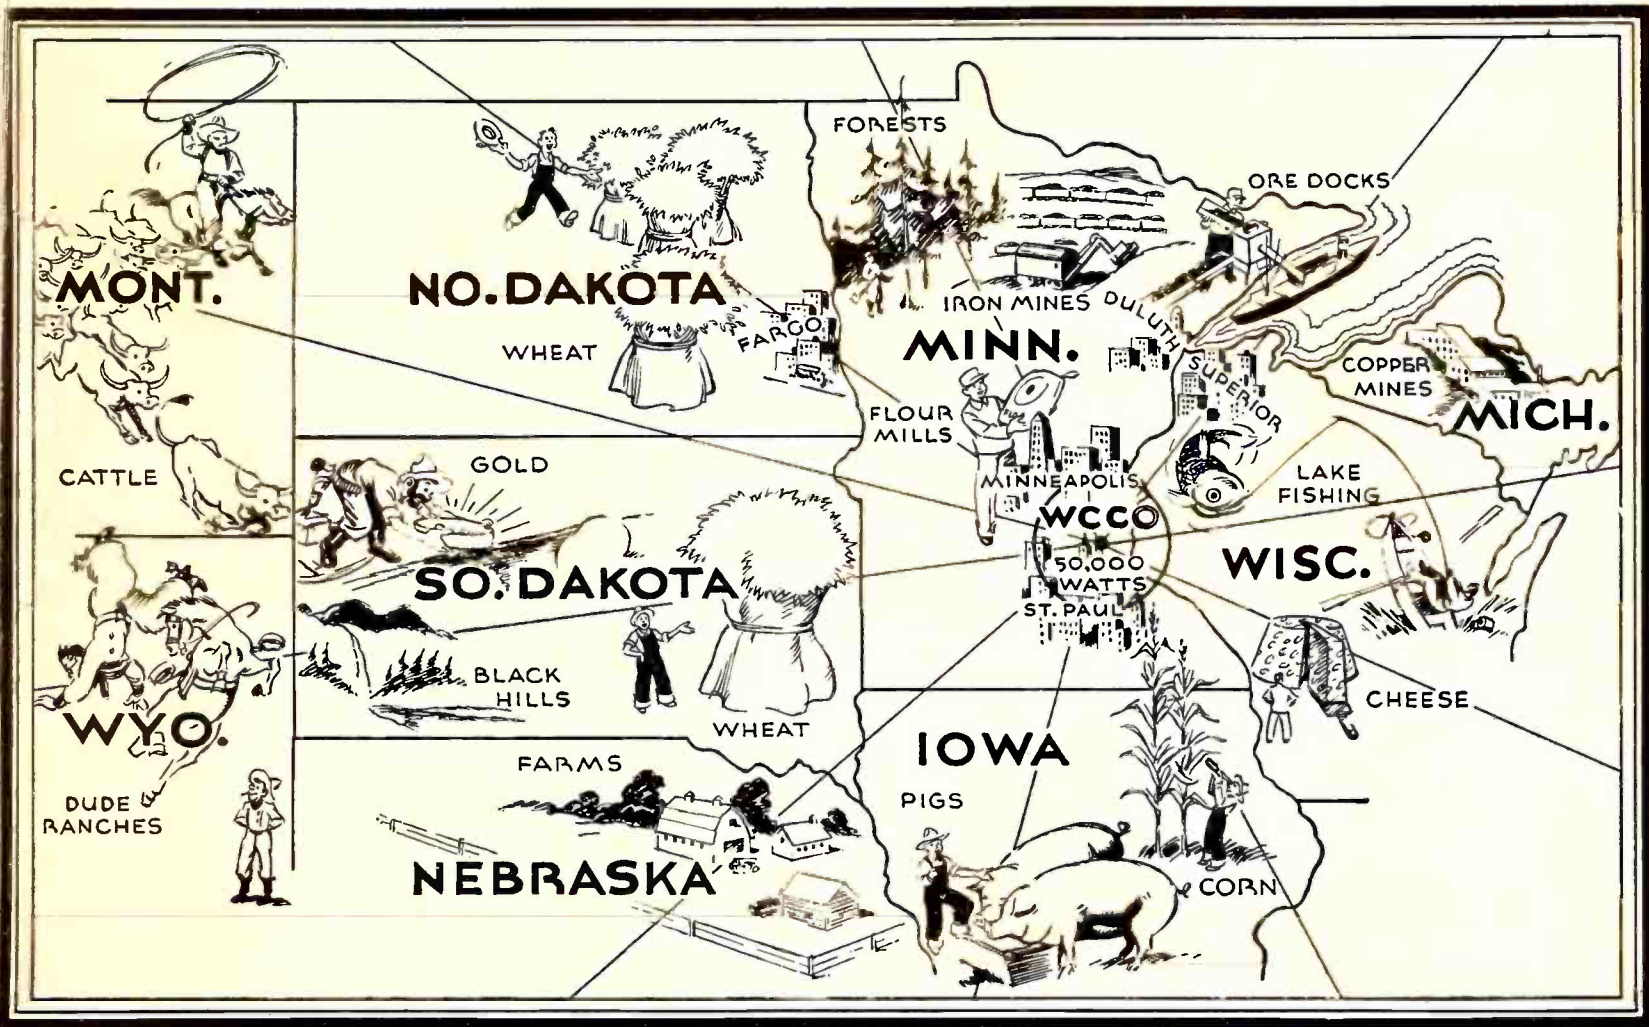 FORESTS
ORE DOCKS
MONT.
NO. DAKOTA
IRON MINES
DULUTH
FARGO
WHEAT
MINN.
SUPERIOR
COPPER
MINES
MICH.
FLOUR
MILLS
CATTLE
GOLD
MINNEAPOLIS
LAKE
FISHING
WCCO
50,000
WATTS
ST. PAUL
WISC.
SO. DAKOTA
BLACK
HILLS
WHEAT
CHEESE
WYO.
DUDE
RANCHES
FARMS
IOWA
PIGS
NEBRASKA
CORN